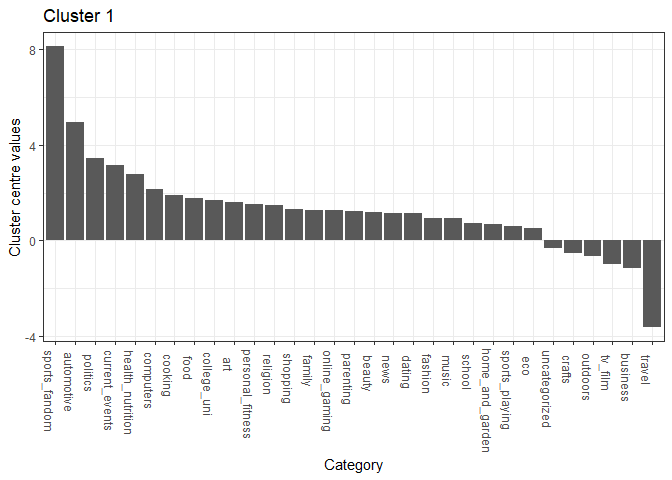 Cluster 1
Cluster centre values
8
4
0
-4
sports_fandom
automotive
politics
current_events
health_nutrition
computers
cooking
food
college_uni
art
personal_fitness
religion
shopping
family
online_gaming
parenting
beauty
news
dating
fashion
music
school
home_and_garden
sports_playing
eco
uncategorized
crafts
outdoors
tv_film
business
travel
Category